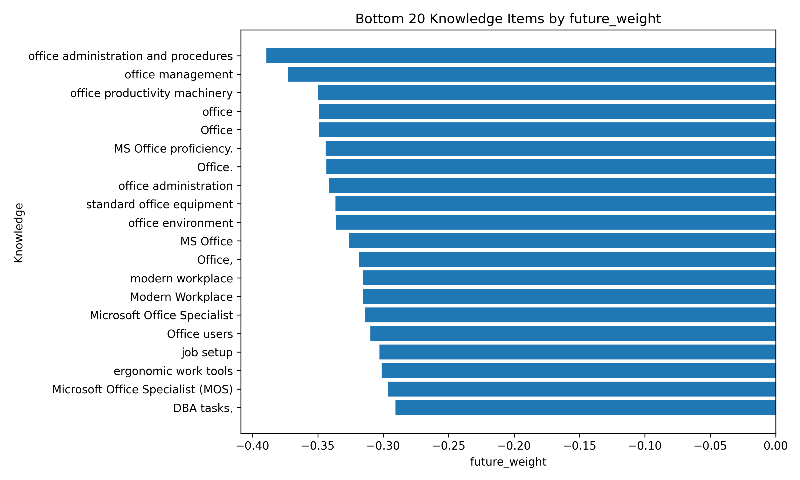 Bottom 20 Knowledge Items by future_weight
office administration and procedures
office management
office productivity machinery
office
Office
MS Office proficiency.
Office.
office administration
standard office equipment
office environment
MS Office
Office,
modern workplace
Modern Workplace
Microsoft Office Specialist
Office users
job setup
ergonomic work tools
Microsoft Office Specialist (MOS)
DBA tasks,
Knowledge
−0.40 −0.35 −0.30 −0.25 −0.20 −0.15 −0.10 −0.05 0.00
future_weight